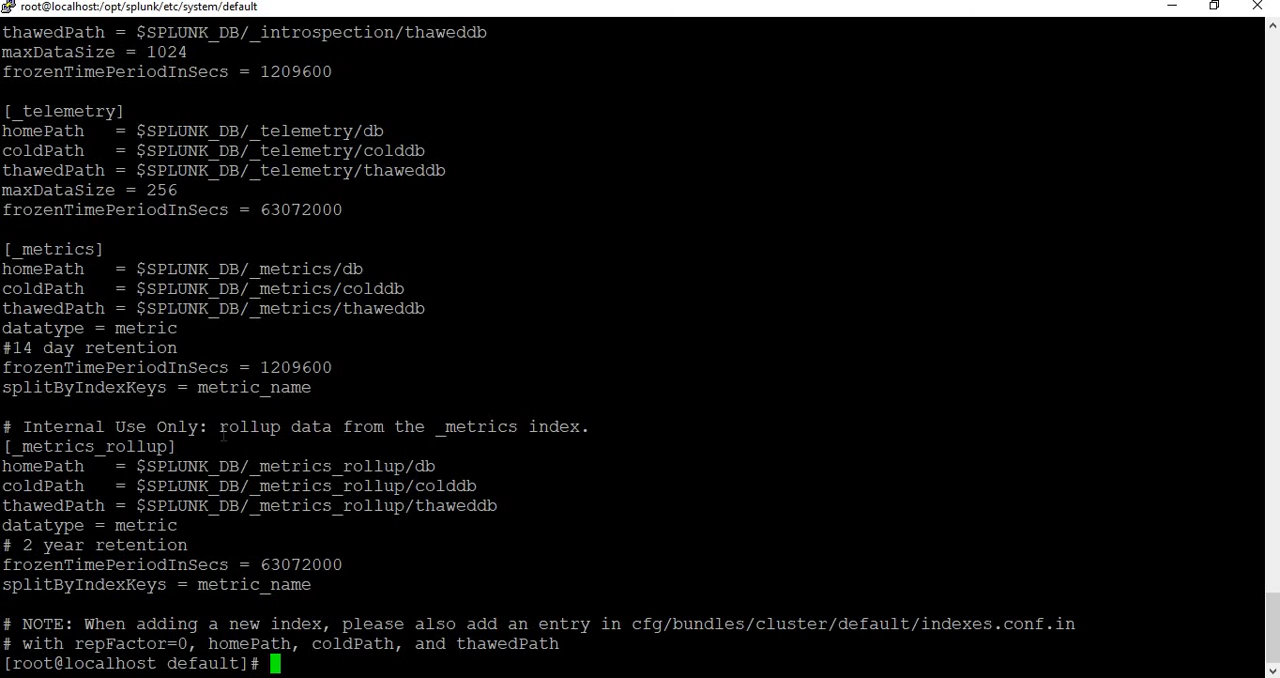 root@localhost:/opt/splunk/etc/system/default
thawedPath = $SPLUNK_DB/_introspection/thaweddb
maxDataSize = 1024
frozenTimePeriodInSecs = 1209600
[_telemetry]
homePath   = $SPLUNK_DB/_telemetry/db
coldPath   = $SPLUNK_DB/_telemetry/colddb
thawedPath = $SPLUNK_DB/_telemetry/thaweddb
maxDataSize = 256
frozenTimePeriodInSecs = 63072000
[_metrics]
homePath   = $SPLUNK_DB/_metrics/db
coldPath   = $SPLUNK_DB/_metrics/colddb
thawedPath = $SPLUNK_DB/_metrics/thaweddb
datatype = metric
#14 day retention
frozenTimePeriodInSecs = 1209600
splitByIndexKeys = metric_name
# Internal Use Only: rollup data from the _metrics index.
[_metrics_rollup]
homePath   = $SPLUNK_DB/_metrics_rollup/db
coldPath   = $SPLUNK_DB/_metrics_rollup/colddb
thawedPath = $SPLUNK_DB/_metrics_rollup/thaweddb
datatype = metric
# 2 year retention
frozenTimePeriodInSecs = 63072000
splitByIndexKeys = metric_name
# NOTE: When adding a new index, please also add an entry in cfg/bundles/cluster/default/indexes.conf.in
# with repFactor=0, homePath, coldPath, and thawedPath
[root@localhost default]#